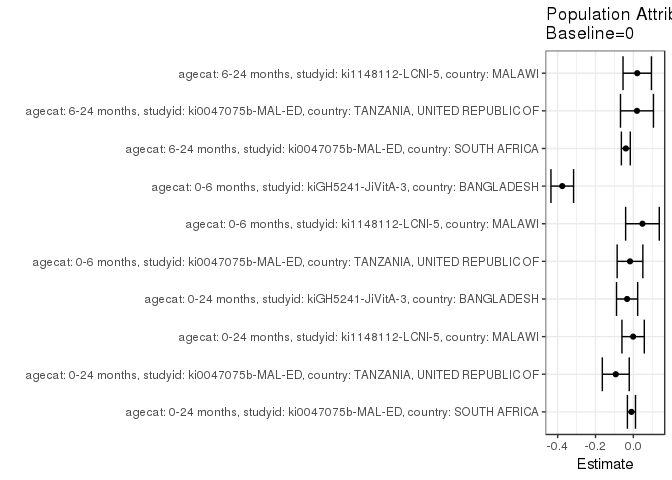 Population Attrib
Baseline=0
agecat: 6-24 months, studyid: ki1148112-LCNI-5, country: MALAWI
agecat: 6-24 months, studyid: ki0047075b-MAL-ED, country: TANZANIA, UNITED REPUBLIC OF
agecat: 6-24 months, studyid: ki0047075b-MAL-ED, country: SOUTH AFRICA
agecat: 0-6 months, studyid: kiGH5241-JiVitA-3, country: BANGLADESH
agecat: 0-6 months, studyid: ki1148112-LCNI-5, country: MALAWI
agecat: 0-6 months, studyid: ki0047075b-MAL-ED, country: TANZANIA, UNITED REPUBLIC OF
agecat: 0-24 months, studyid: kiGH5241-JiVitA-3, country: BANGLADESH
agecat: 0-24 months, studyid: ki1148112-LCNI-5, country: MALAWI
agecat: 0-24 months, studyid: ki0047075b-MAL-ED, country: TANZANIA, UNITED REPUBLIC OF
agecat: 0-24 months, studyid: ki0047075b-MAL-ED, country: SOUTH AFRICA
-0.4 -0.2 0.0
Estimate